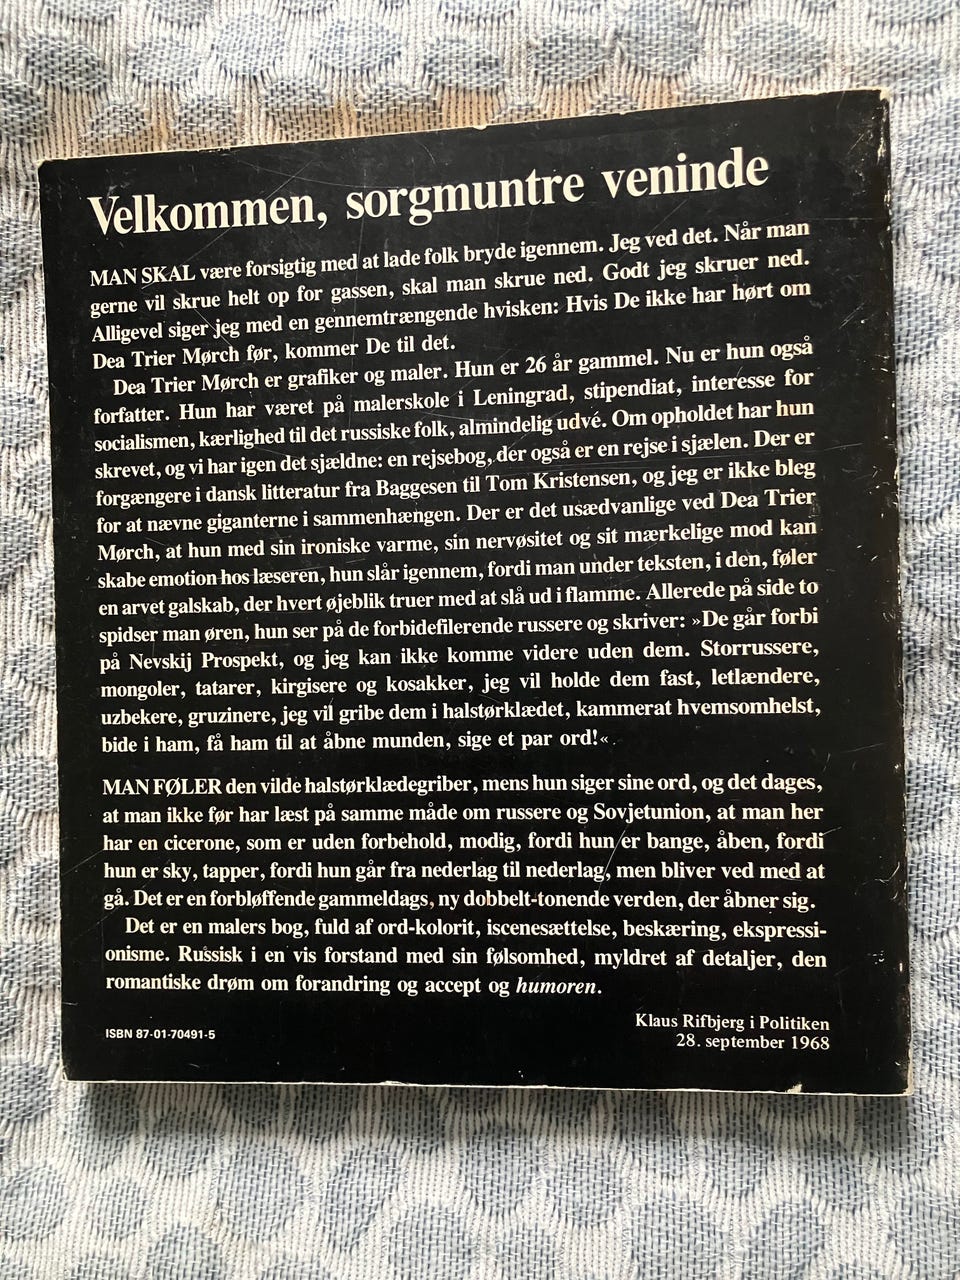 Velkommen, sorgmuntre veninde
MAN SKAL være forsigtig med at lade folk bryde igennem. Jeg ved det. Når man
gerne vil skrue helt op for gassen, skal man skrue ned. Godt jeg skruer ned.
Alligevel siger jeg med en gennemtrængende hvisken: Hvis De ikke har hørt om
Dea Trier Mørch før, kommer De til det.
Dea Trier Mørch er grafiker og maler. Hun er 26 år gammel. Nu er hun også
forfatter. Hun har været på malerskole i Leningrad, stipendiat, interesse for
socialismen, kærlighed til det russiske folk, almindelig udvé. Om opholdet har hun
skrevet, og vi har igen det sjældne: en rejsebog, der også er en rejse i sjælen. Der er
forgængere i dansk litteratur fra Baggesen til Tom Kristensen, og jeg er ikke bleg
for at nævne giganterne i sammenhængen. Der er det usædvanlige ved Dea Trier
Mørch, at hun med sin ironiske varme, sin nervøsitet og sit mærkelige mod kan
skabe emotion hos læseren, hun slår igennem, fordi man under teksten, i den, føler
en arvet galskab, der hvert øjeblik truer med at slå ud i flamme. Allerede på side to
spidser man øren, hun ser på de forbidefilerende russere og skriver: »De går forbi
på Nevskij Prospekt, og jeg kan ikke komme videre uden dem. Storrussere,
mongoler, tatarer, kirgisere og kosakker, jeg vil holde dem fast, letlændere,
uzbekere, gruzinere, jeg vil gribe dem i halstørklædet, kammerat hvemsomhelst,
bide i ham, få ham til at åbne munden, sige et par ord!«.
MAN FØLER den vilde halstørklædegriber, mens hun siger sine ord, og det dages,
at man ikke før har læst på samme måde om russere og Sovjetunion, at man her
har en cicerone, som er uden forbehold, modig, fordi hun er bange, åben, fordi
hun er sky, tapper, fordi hun går fra nederlag til nederlag, men bliver ved med at
gå. Det er en forbløffende gammeldags, ny dobbelt-tonende verden, der åbner sig.
Det er en malers bog, fuld af ord-kolorit, iscenesættelse, beskæring, ekspressi-
onisme. Russisk i en vis forstand med sin følsomhed, myldret af detaljer, den
romantiske drøm om forandring og accept og humoren.
Klaus Rifbjerg i Politiken
28. september 1968
ISBN 87-01-70491-5